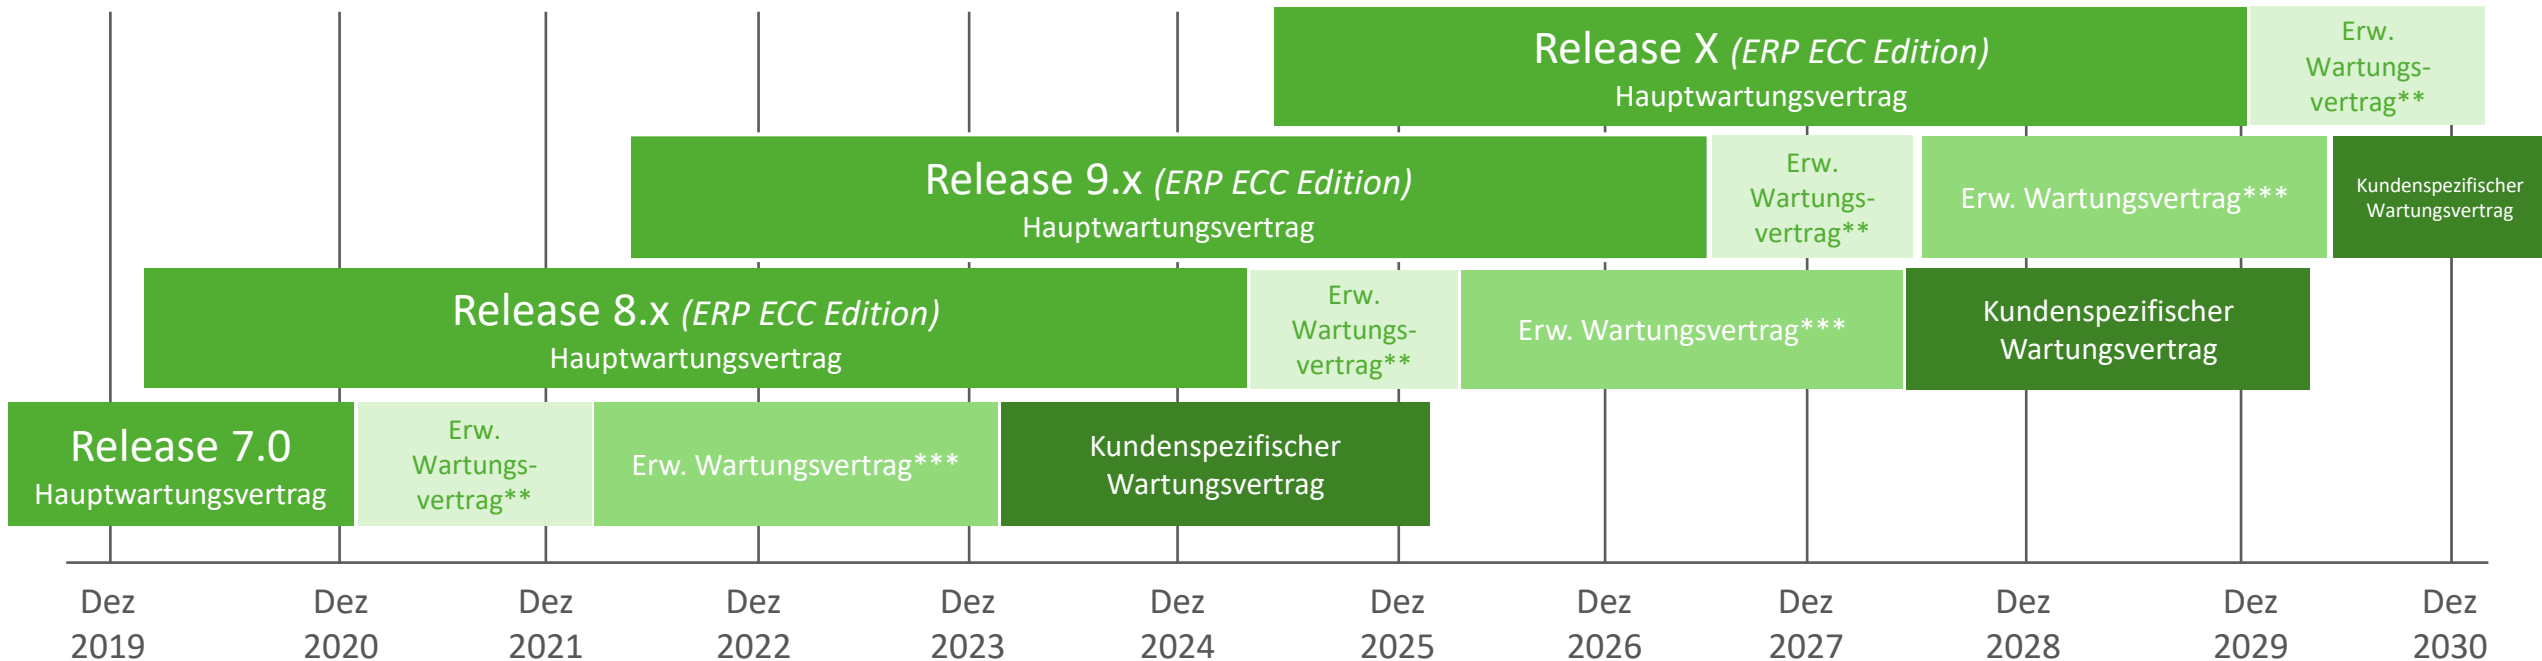 Release X (ERP ECC Edition)
Hauptwartungsvertrag
Erw.
Wartungs-
vertrag**
Release 9.x (ERP ECC Edition)
Hauptwartungsvertrag
Erw.
Wartungs-
vertrag**
Erw. Wartungsvertrag***
Kundenspezifischer
Wartungsvertrag
Release 8.x (ERP ECC Edition)
Hauptwartungsvertrag
Erw.
Wartungs-
vertrag**
Erw. Wartungsvertrag***
Kundenspezifischer
Wartungsvertrag
Release 7.0
Hauptwartungsvertrag
Erw.
Wartungs-
vertrag**
Erw. Wartungsvertrag***
Kundenspezifischer
Wartungsvertrag
Dez
2019
Dez
2020
Dez
2021
Dez
2022
Dez
2023
Dez
2024
Dez
2025
Dez
2026
Dez
2027
Dez
2028
Dez
2029
Dez
2030